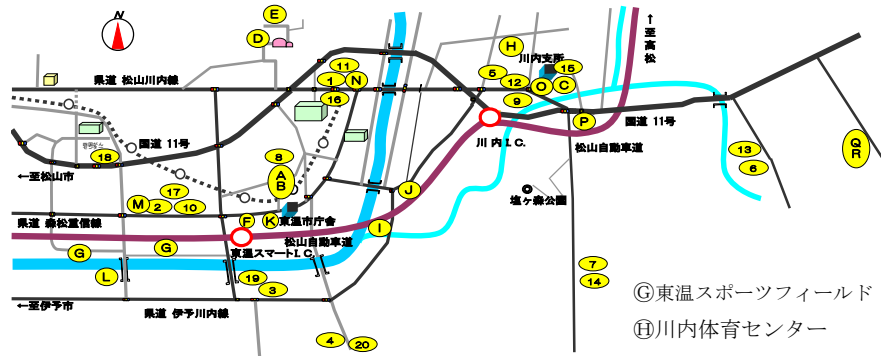 N
E
D
↑至高松
H
川内支所
11
県道 松山川内線
1
N
5
12
15
O
C
16
9
国道 11号
P
国道 11号
川 内 I.C.
松山自動車道
18
8
A
B
13
6
Q
R
←至松山市
17
M
2
10
J
塩ヶ森公園
県道 森松重信線
F
K
東温市庁舎
I
G
G
東温スマートI.C.
松山自動車道
L
19
3
7
14
←至伊予市
県道 伊予川内線
4
20
Ⓖ東温スポーツフィールド
Ⓗ川内体育センター